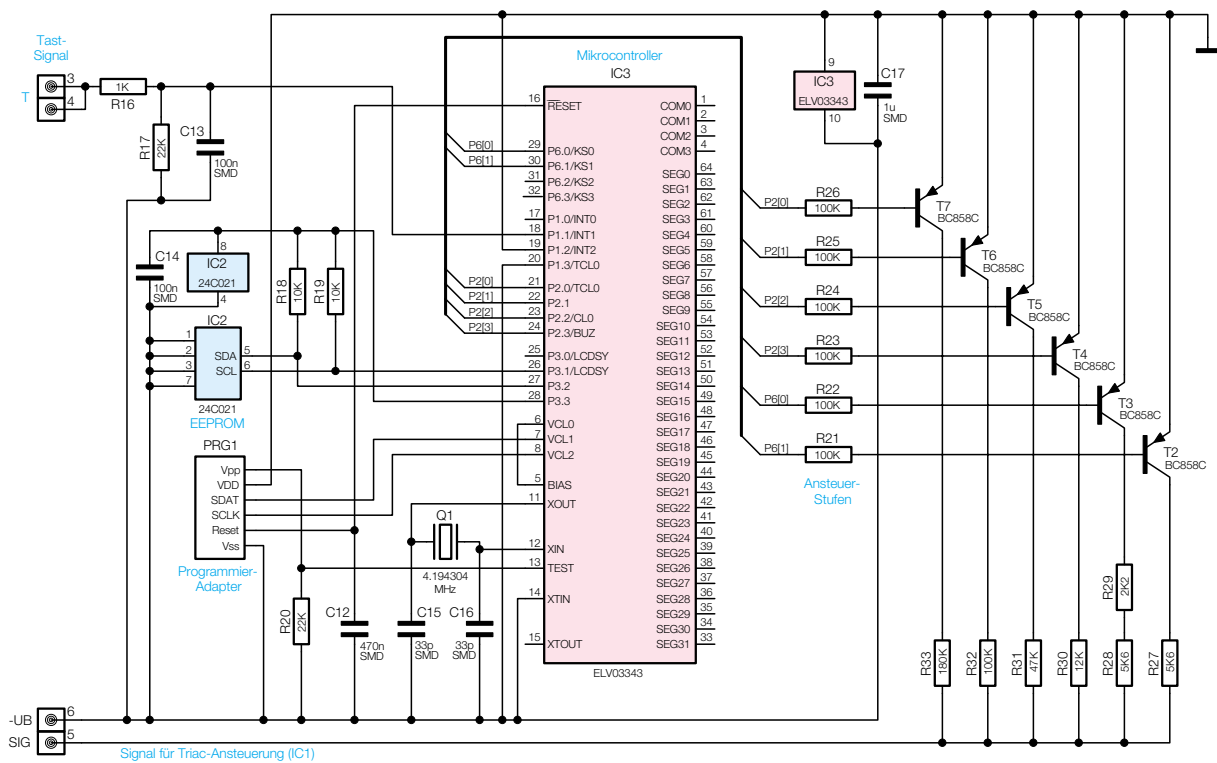 Tast-
Signal
T
3
4
1K
R16
R17
22K
C13
100n
SMD
C14
100n
SMD
8
IC2
24C021
4
R18
10K
R19
10K
IC2
1
2
3
7
SDA
SCL
5
6
24C021
EEPROM
PRG1
Vpp
VDD
SDAT
SCLK
Reset
Vss
Programmier-
Adapter
R20
22K
C12
470n
SMD
C15
33p
SMD
C16
33p
SMD
Q1
4.194304
MHz
Mikrocontroller
IC3
16 RESET
P6[0] 29 P6.0/KS0
P6[1] 30 P6.1/KS1
31 P6.2/KS2
32 P6.3/KS3
17 P1.0/INT0
18 P1.1/INT1
19 P1.2/INT2
20 P1.3/TCL0
P2[0] 21 P2.0/TCL0
P2[1] 22 P2.1
P2[2] 23 P2.2/CL0
P2[3] 24 P2.3/BUZ
25 P3.0/LCDSY
26 P3.1/LCDSY
27 P3.2
28 P3.3
6 VCL0
7 VCL1
8 VCL2
5 BIAS
11 XOUT
12 XIN
13 TEST
14 XTIN
15 XTOUT
COM0 1
COM1 2
COM2 3
COM3 4
SEG0 64
SEG1 63
SEG2 62
SEG3 61
SEG4 60
SEG5 59
SEG6 58
SEG7 57
SEG8 56
SEG9 55
SEG10 54
SEG11 53
SEG12 52
SEG13 51
SEG14 50
SEG15 49
SEG16 48
SEG17 47
SEG18 46
SEG19 45
SEG20 44
SEG21 43
SEG22 42
SEG23 41
SEG24 40
SEG25 39
SEG26 38
SEG27 37
SEG28 36
SEG29 35
SEG30 34
SEG31 33
ELV03343
9
IC3
ELV03343
10
C17
1u
SMD
P2[0]
R26
100K
T7
BC858C
P2[1]
R25
100K
T6
BC858C
P2[2]
R24
100K
T5
BC858C
P2[3]
R23
100K
T4
BC858C
P6[0]
R22
100K
T3
BC858C
P6[1]
R21
100K
T2
BC858C
Ansteuer-
Stufen
R29
2K2
R33
180K
R32
100K
R31
47K
R30
12K
R28
5K6
R27
5K6
-UB
6
SIG
5
Signal für Triac-Ansteuerung (IC1)